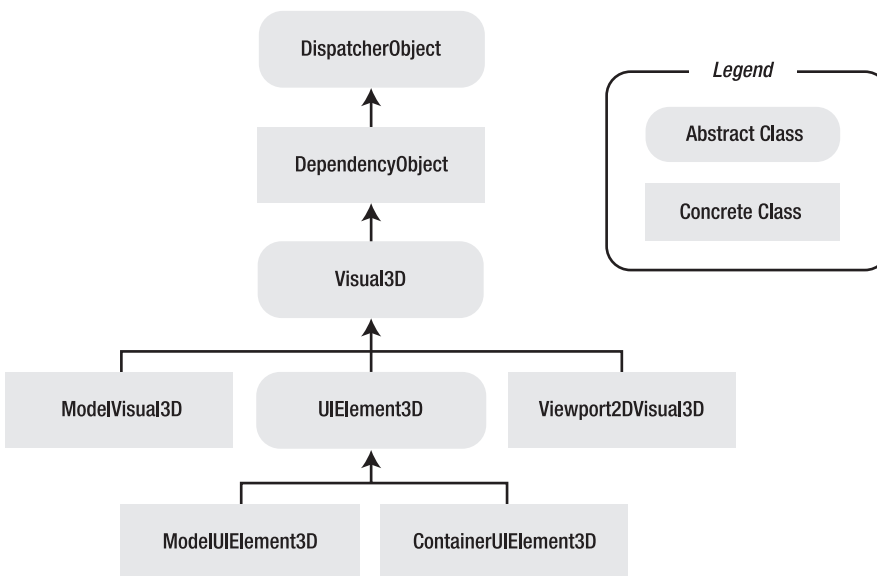 DispatcherObject
Legend
Abstract Class
DependencyObject
Concrete Class
Visual3D
ModelVisual3D
UIElement3D
Viewport2DVisual3D
ModelUIElement3D
ContainerUIElement3D